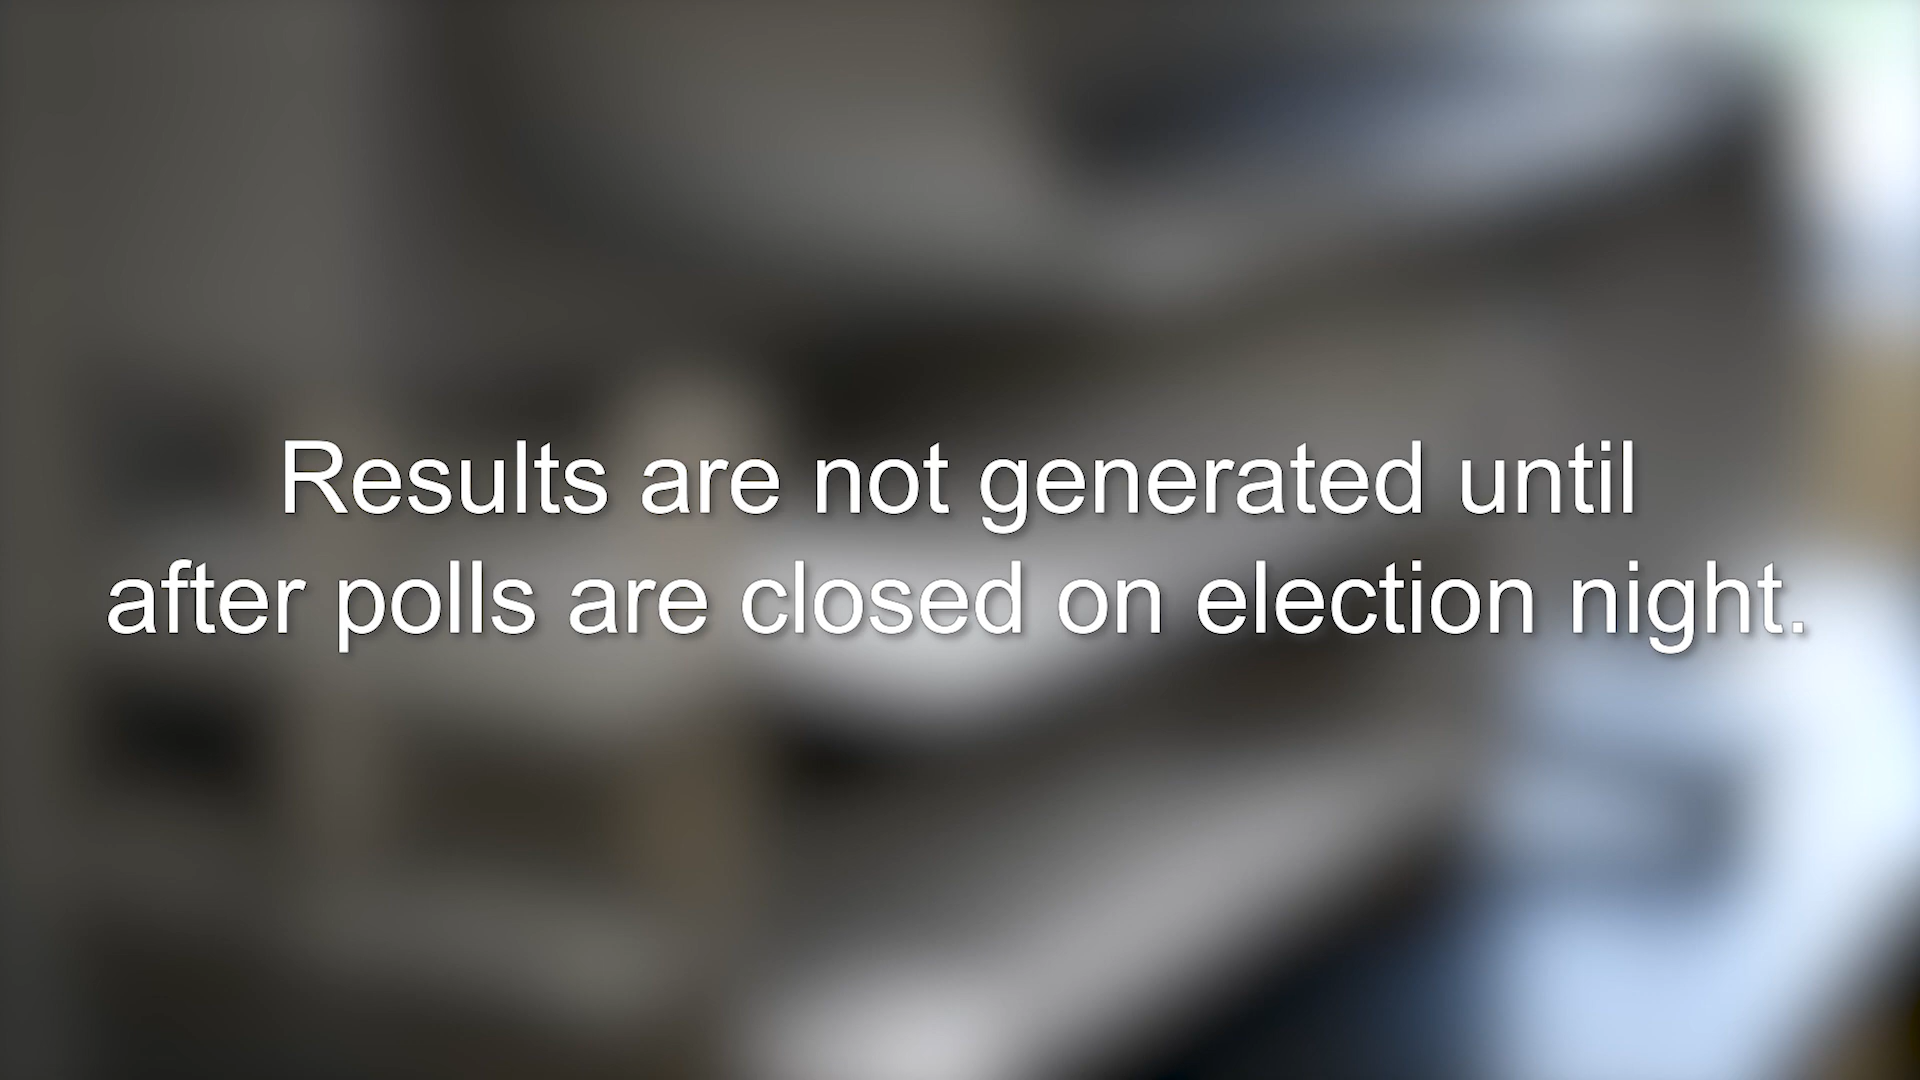 Results are not generated until
after polls are closed on election night.